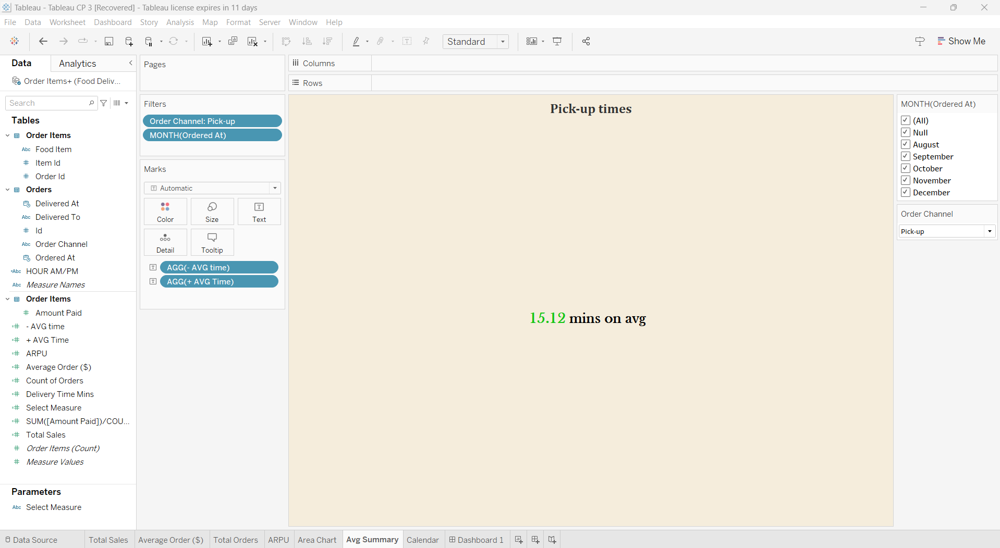 Tableau - Tableau CP 3 [Recovered] - Tableau license expires in 11 days
File Data Worksheet Dashboard Story Analysis Map Format Server Window Help
Standard
Show Me
Data Analytics
Order Items+ (Food Deliv...
Search
Tables
Order Items
Abc Food Item
Item Id
Order Id
Orders
Delivered At
Abc Delivered To
Id
Abc Order Channel
Ordered At
=Abc HOUR AM/PM
Abc Measure Names
Order Items
Amount Paid
- AVG time
+ AVG Time
ARPU
Average Order ($)
Count of Orders
Delivery Time Mins
Select Measure
SUM([Amount Paid])/COU...
Total Sales
Order Items (Count)
Measure Values
Parameters
Abc Select Measure
Pages
Filters
Order Channel: Pick-up
MONTH(Ordered At)
Marks
Automatic
Color Size Text
Detail Tooltip
AGG(- AVG time)
AGG(+ AVG Time)
Columns
Rows
Pick-up times
15.12 mins on avg
MONTH(Ordered At)
(All)
Null
August
September
October
November
December
Order Channel
Pick-up
Data Source Total Sales Average Order ($) Total Orders ARPU Area Chart Avg Summary Calendar Dashboard 1